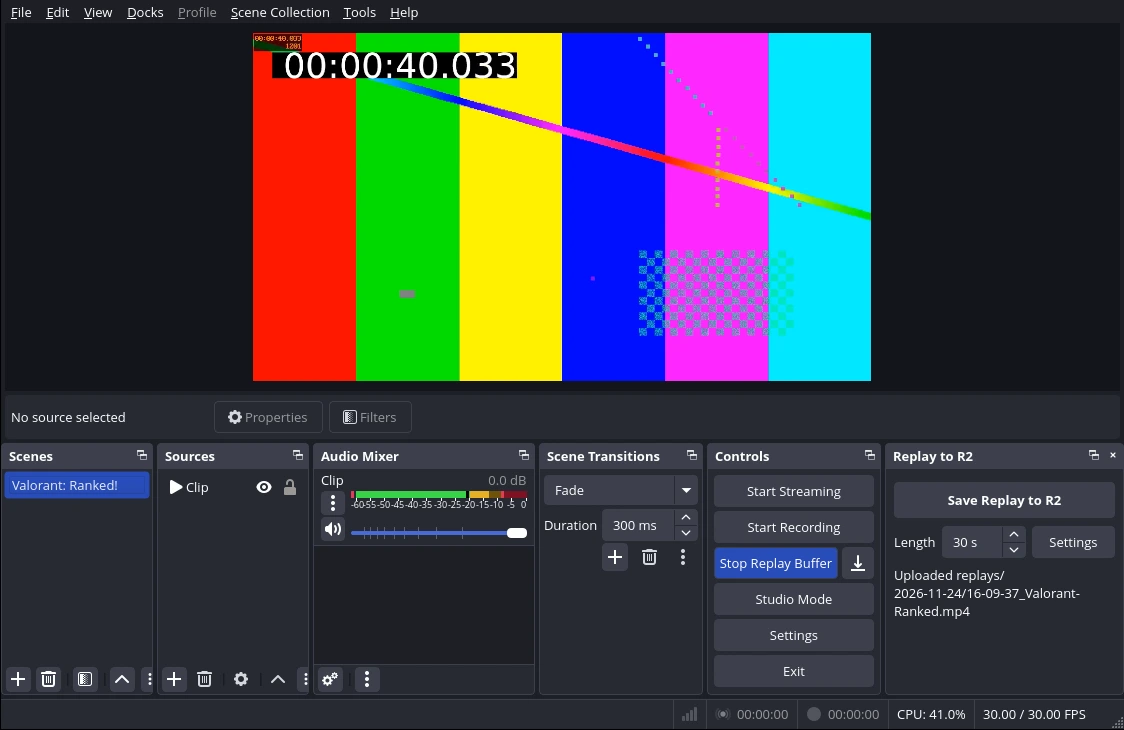 File Edit View Docks Profile Scene Collection Tools Help
00:00:40.033
1201
00:00:40.033
No source selected
Properties
Filters
Scenes
Valorant: Ranked!
Sources
Clip
Audio Mixer
Clip 0.0 dB
-60-55-50-45-40-35-30-25-20-15-10 -5 0
Scene Transitions
Fade
Duration 300 ms
Controls
Start Streaming
Start Recording
Stop Replay Buffer
Studio Mode
Settings
Exit
Replay to R2
Save Replay to R2
Length 30 s Settings
Uploaded replays/
2026-11-24/16-09-37_Valorant-
Ranked.mp4
00:00:00 00:00:00 CPU: 41.0% 30.00 / 30.00 FPS